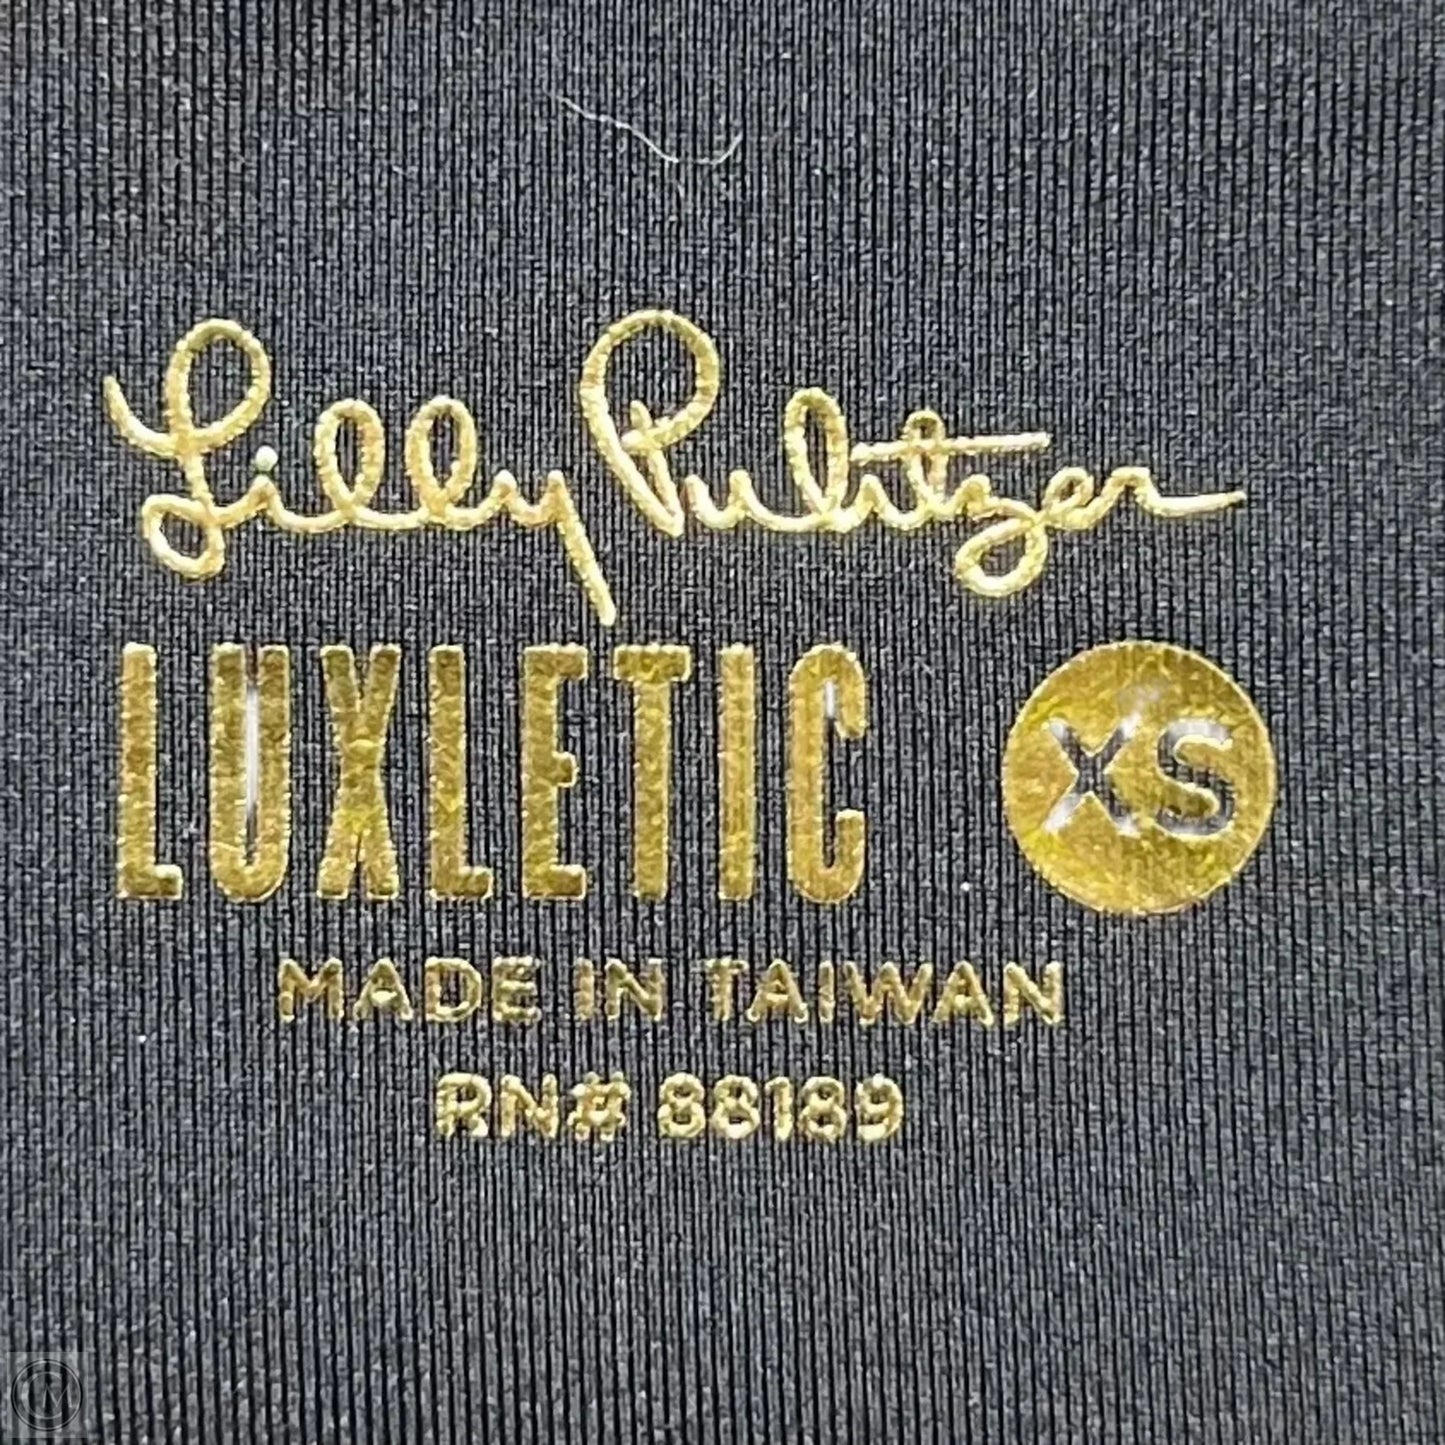 Lilly Pulitzer
LUXLETIC XS
MADE IN TAIWAN
RN# 88189